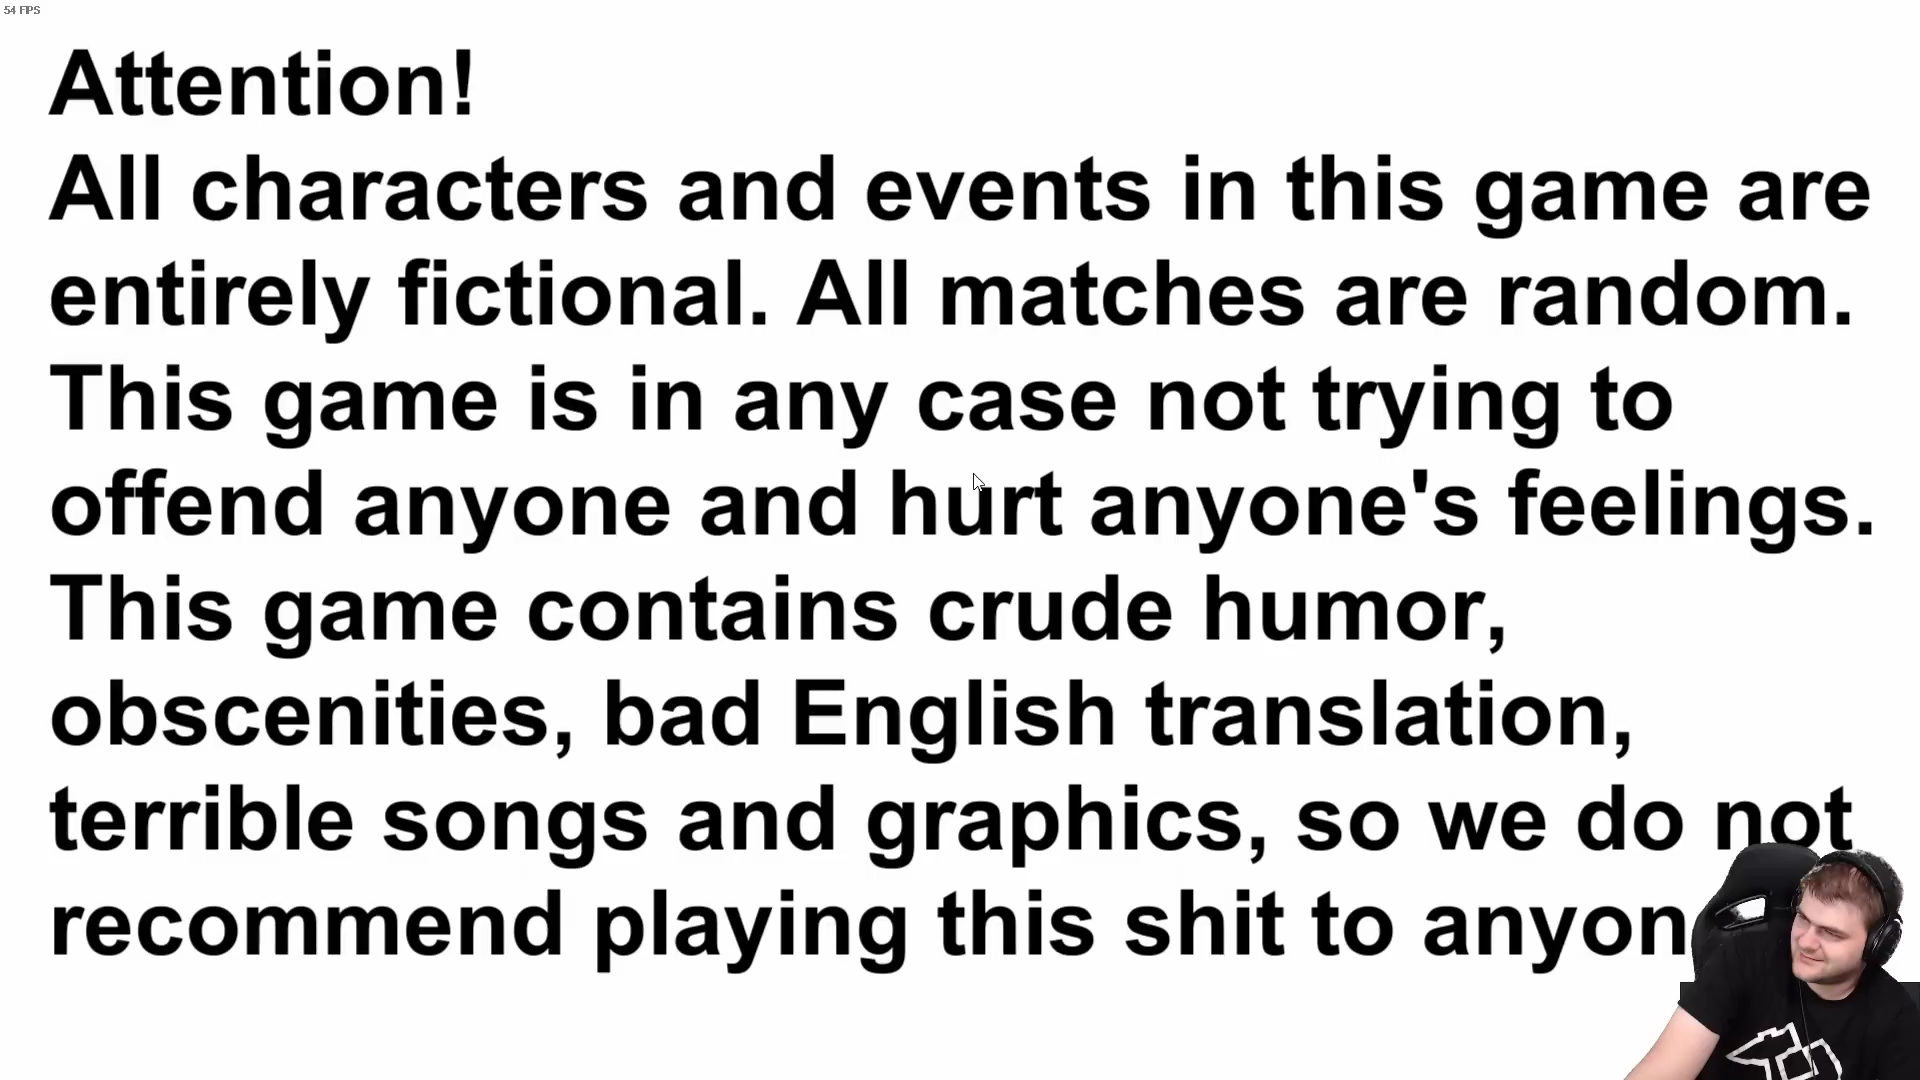 54 FPS
Attention!
All characters and events in this game are
entirely fictional. All matches are random.
This game is in any case not trying to
offend anyone and hurt anyone's feelings.
This game contains crude humor,
obscenities, bad English translation,
terrible songs and graphics, so we do not
recommend playing this shit to